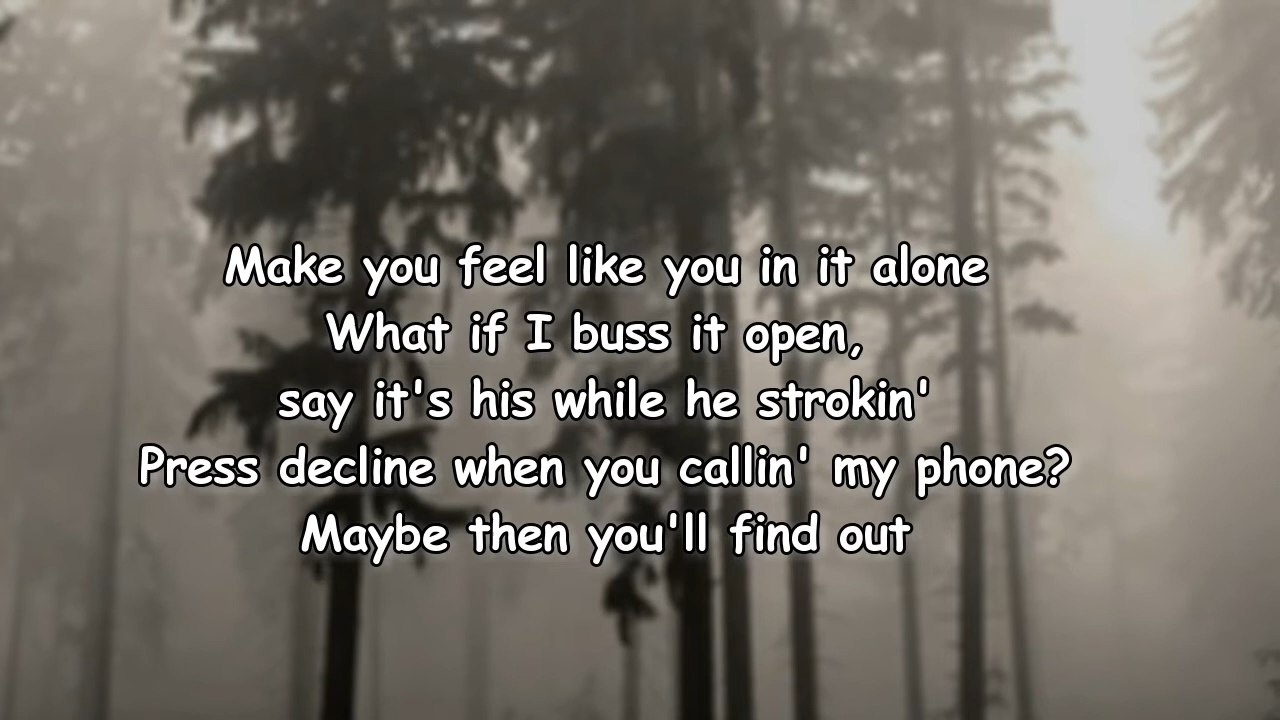 Make you feel like you in it alone
What if I buss it open,
say it's his while he strokin'
Press decline when you callin' my phone?
Maybe then you'll find out